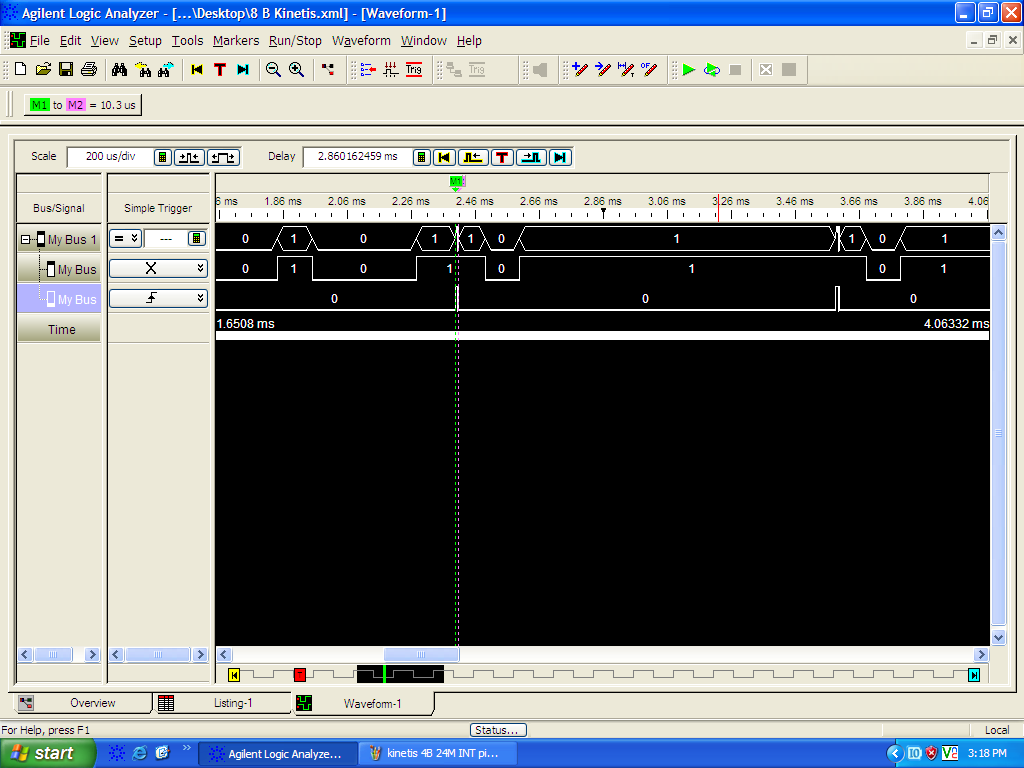 Agilent Logic Analyzer - [...\Desktop\8 B Kinetis.xml] - [Waveform-1]
File Edit View Setup Tools Markers Run/Stop Waveform Window Help
T Trig Trig
M1 to M2 = 10.3 us
Scale 200 us/div Delay 2.860162459 ms T
M1:
Bus/Signal Simple Trigger 6 ms 1.86 ms 2.06 ms 2.26 ms 2.46 ms 2.66 ms 2.86 ms 3.06 ms 3.26 ms 3.46 ms 3.66 ms 3.86 ms 4.06
My Bus 1 = --- 0 1 0 1 1 0 1 1 0 1
My Bus X 0 1 0 1 0 1 0 1
My Bus 0 0 0
Time 1.6508 ms 4.06332 ms
Overview Listing-1 Waveform-1
For Help, press F1 Status... Local
start Agilent Logic Analyze... kinetis 4B 24M INT pi... 3:18 PM